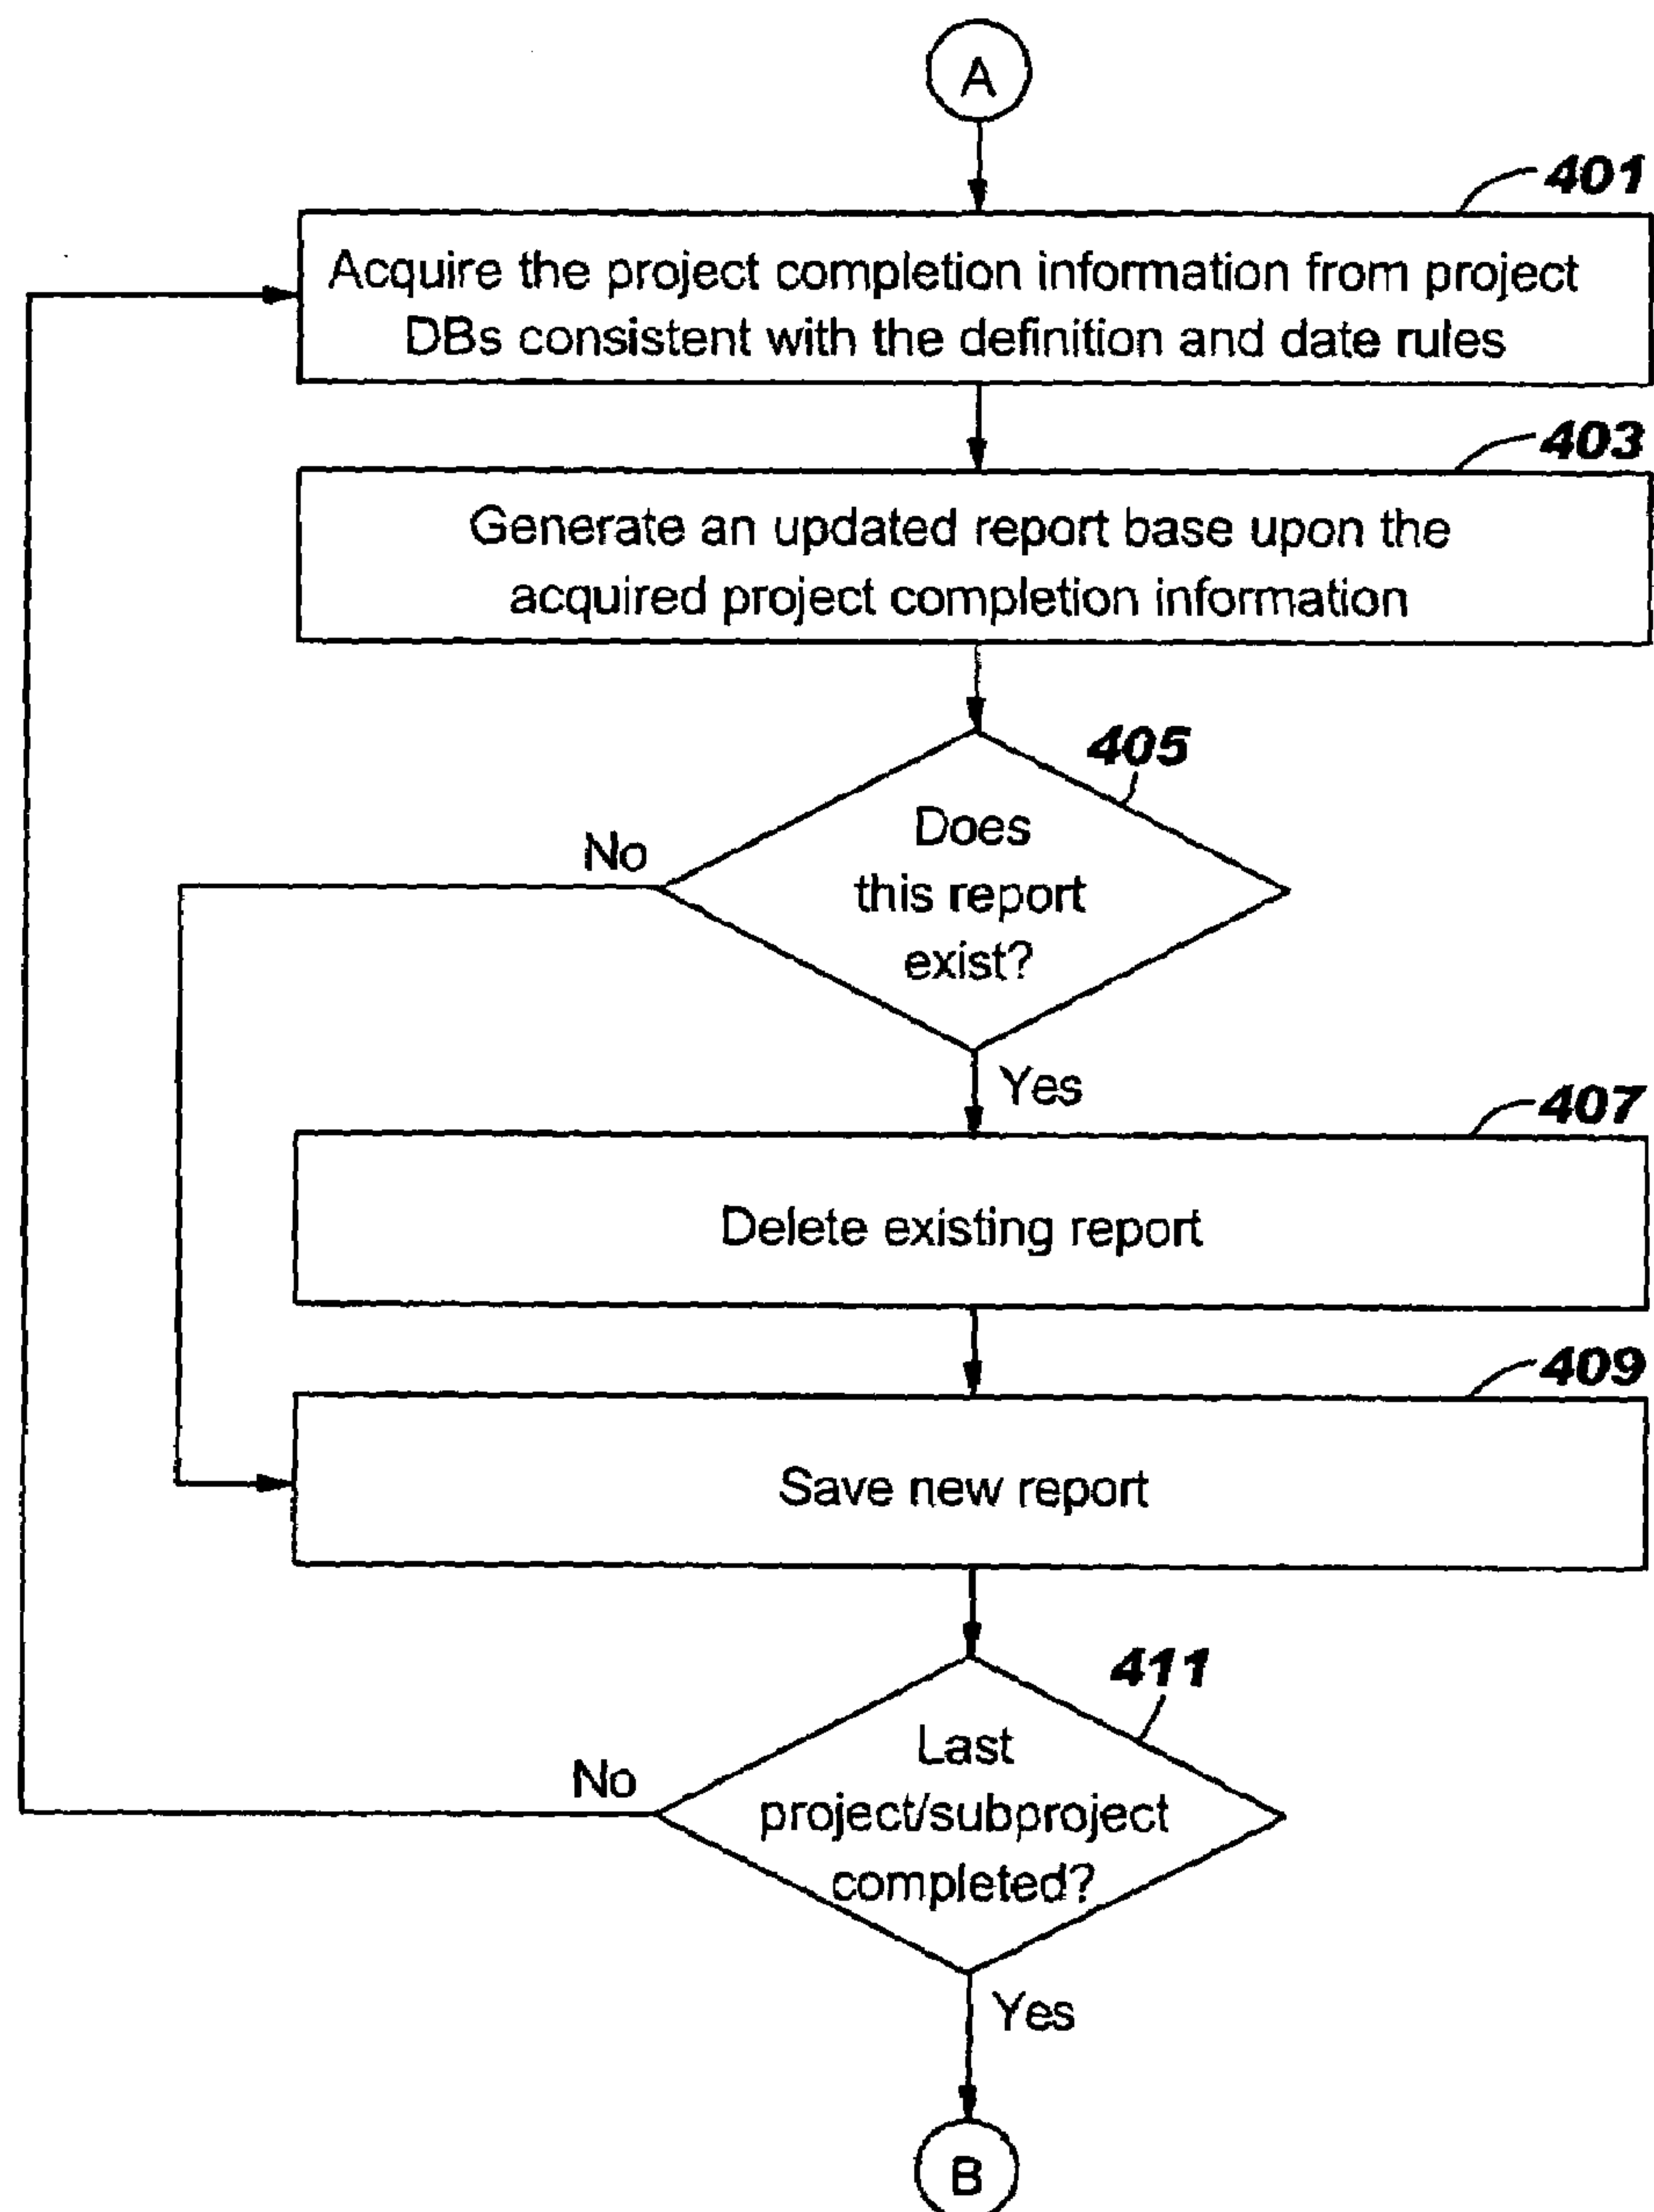 A
401
Acquire the project completion information from project
DBs consistent with the definition and date rules
403
Generate an updated report base upon the
acquired project completion information
405
Does
this report
exist?
No
Yes
407
Delete existing report
409
Save new report
411
Last
project/subproject
completed?
No
Yes
B